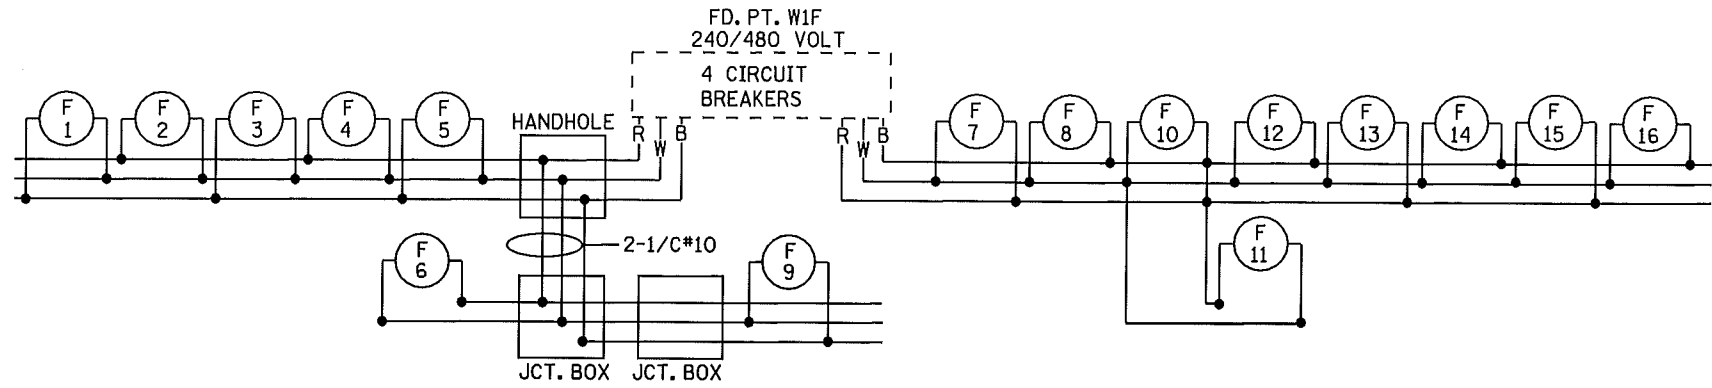 FD. PT. W1F
240/480 VOLT
4 CIRCUIT
BREAKERS
HANDHOLE
R W B
R W B
F 1
F 2
F 3
F 4
F 5
F 7
F 8
F 10
F 12
F 13
F 14
F 15
F 16
2-1/C#10
F 6
F 9
F 11
JCT. BOX
JCT. BOX